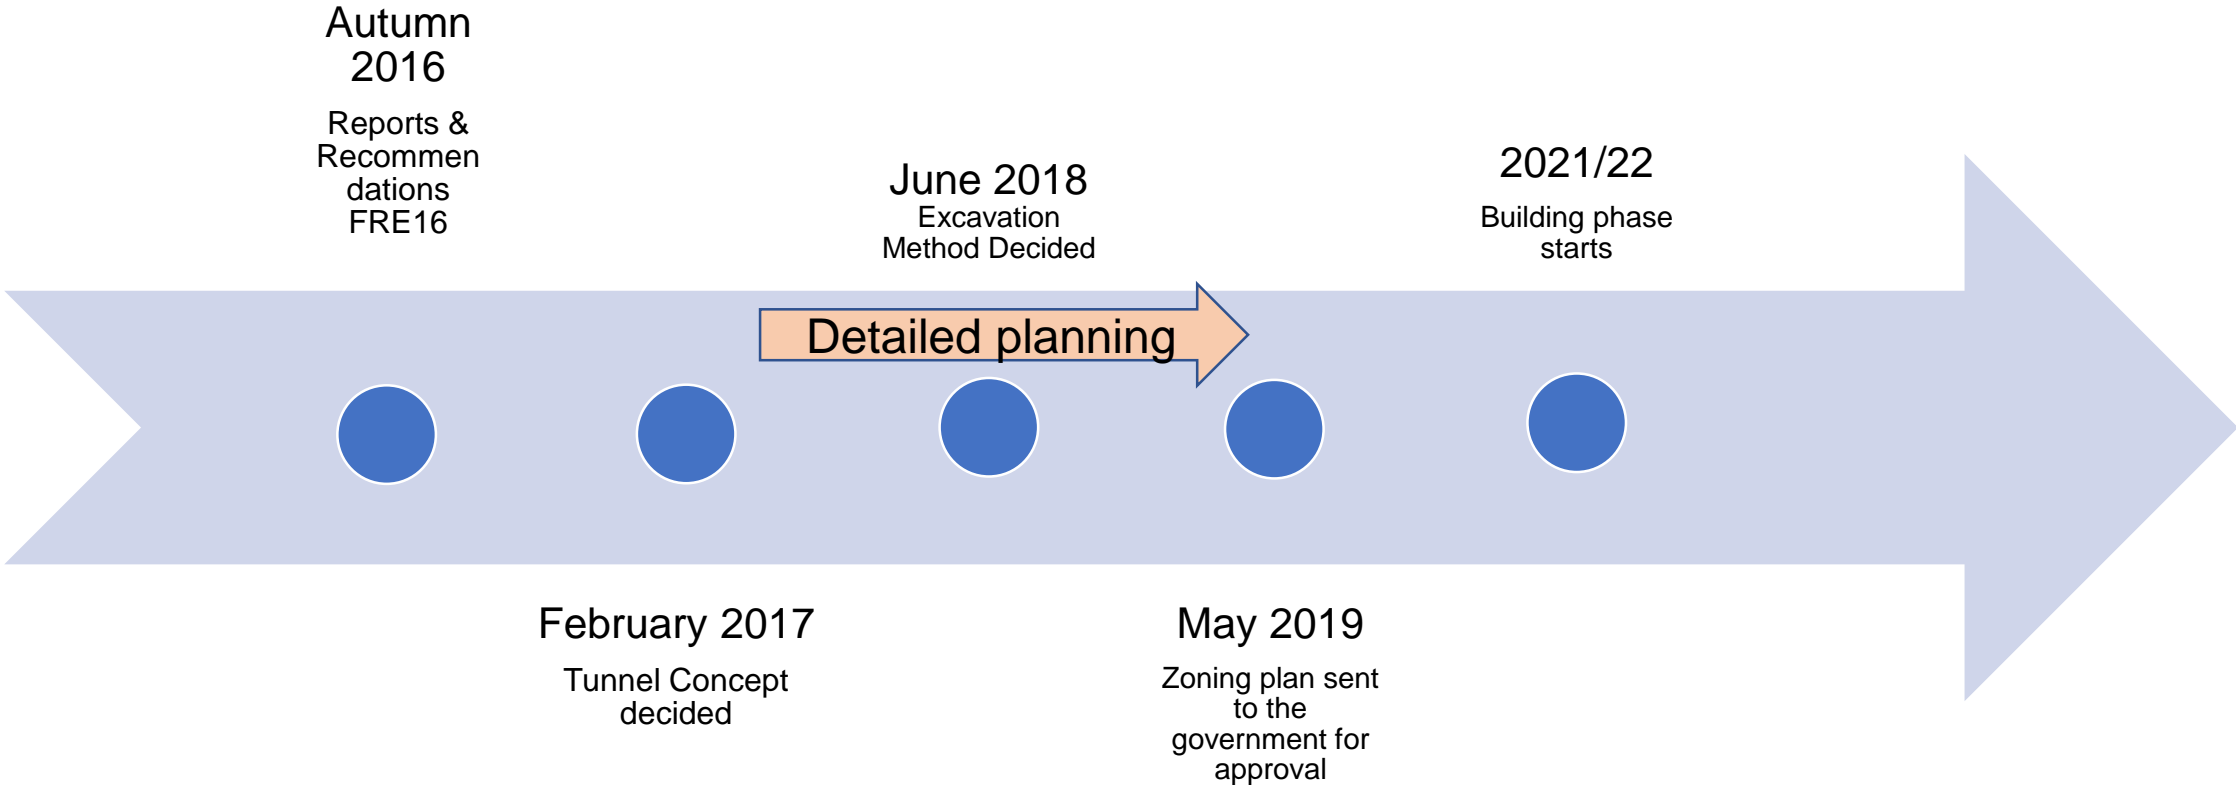 Autumn
2016
Reports &
Recommen
dations
FRE16
June 2018
Excavation
Method Decided
2021/22
Building phase
starts
Detailed planning
February 2017
Tunnel Concept
decided
May 2019
Zoning plan sent
to the
government for
approval